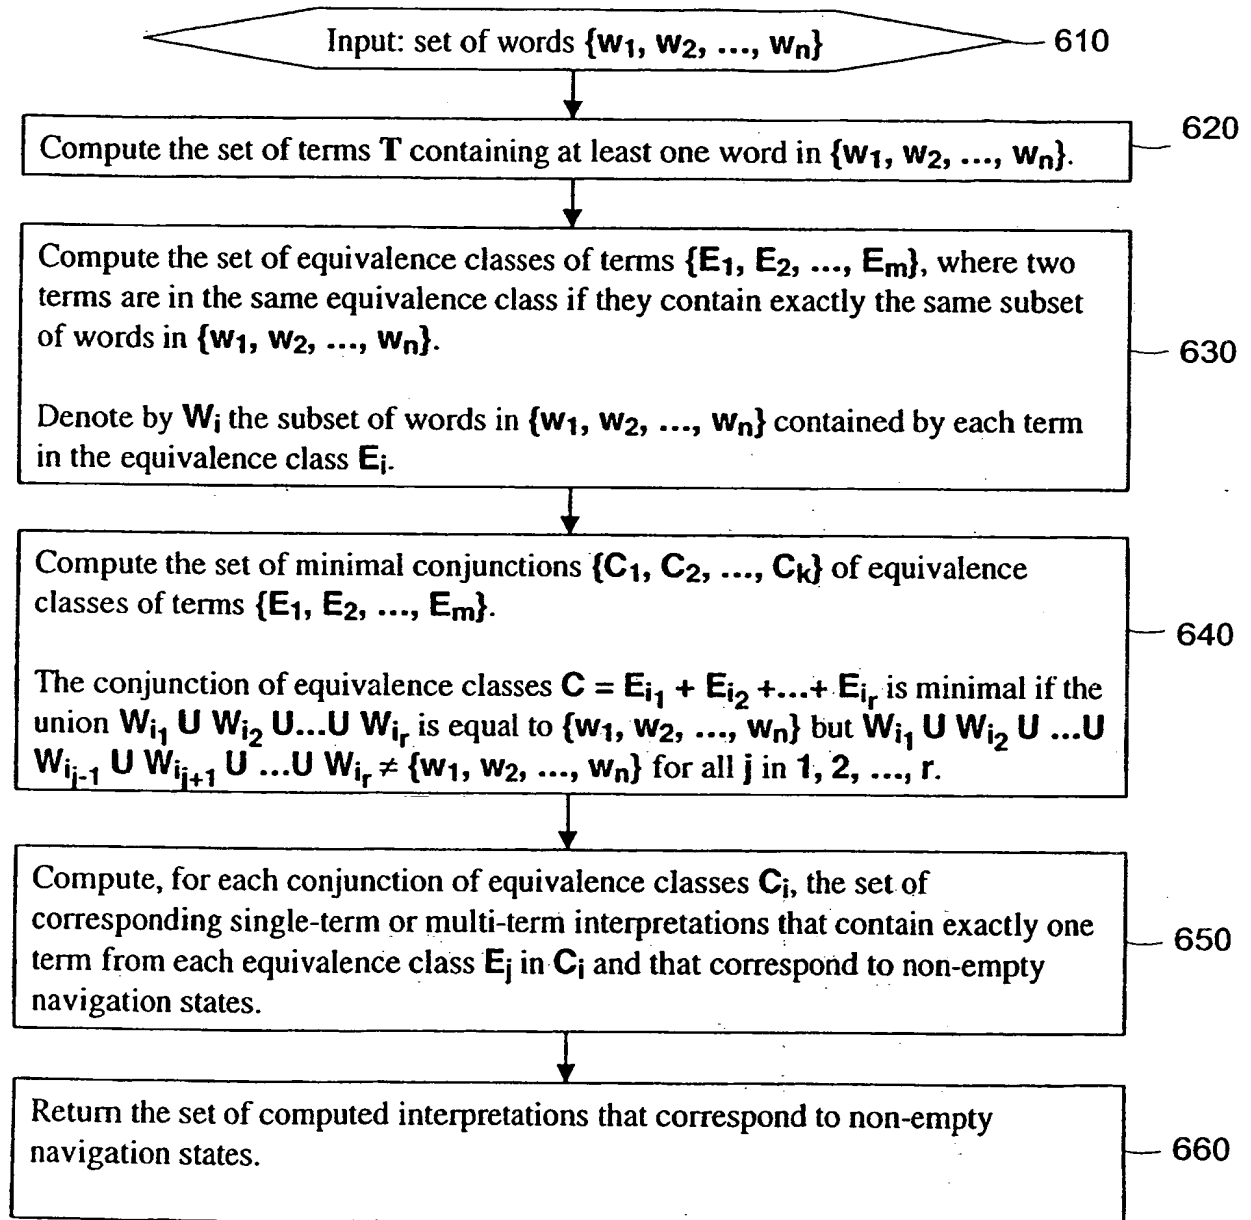 Input: set of words {w1, w2, ..., wn}
610
620
Compute the set of terms T containing at least one word in {w1, w2, ..., wn}.
Compute the set of equivalence classes of terms {E1, E2, ..., Em}, where two
terms are in the same equivalence class if they contain exactly the same subset
of words in {w1, w2, ..., wn}.
630
Denote by Wi the subset of words in {w1, w2, ..., wn} contained by each term
in the equivalence class Ei.
Compute the set of minimal conjunctions {C1, C2, ..., Ck} of equivalence
classes of terms {E1, E2, ..., Em}.
640
The conjunction of equivalence classes C = Ei1 + Ei2 +...+ Eir is minimal if the
union Wi1 U Wi2 U...U Wir is equal to {w1, w2, ..., wn} but Wi1 U Wi2 U ...U
Wij-1 U Wij+1 U ...U Wir ≠ {w1, w2, ..., wn} for all j in 1, 2, ..., r.
Compute, for each conjunction of equivalence classes Ci, the set of
corresponding single-term or multi-term interpretations that contain exactly one
term from each equivalence class Ej in Ci and that correspond to non-empty
navigation states.
650
Return the set of computed interpretations that correspond to non-empty
navigation states.
660